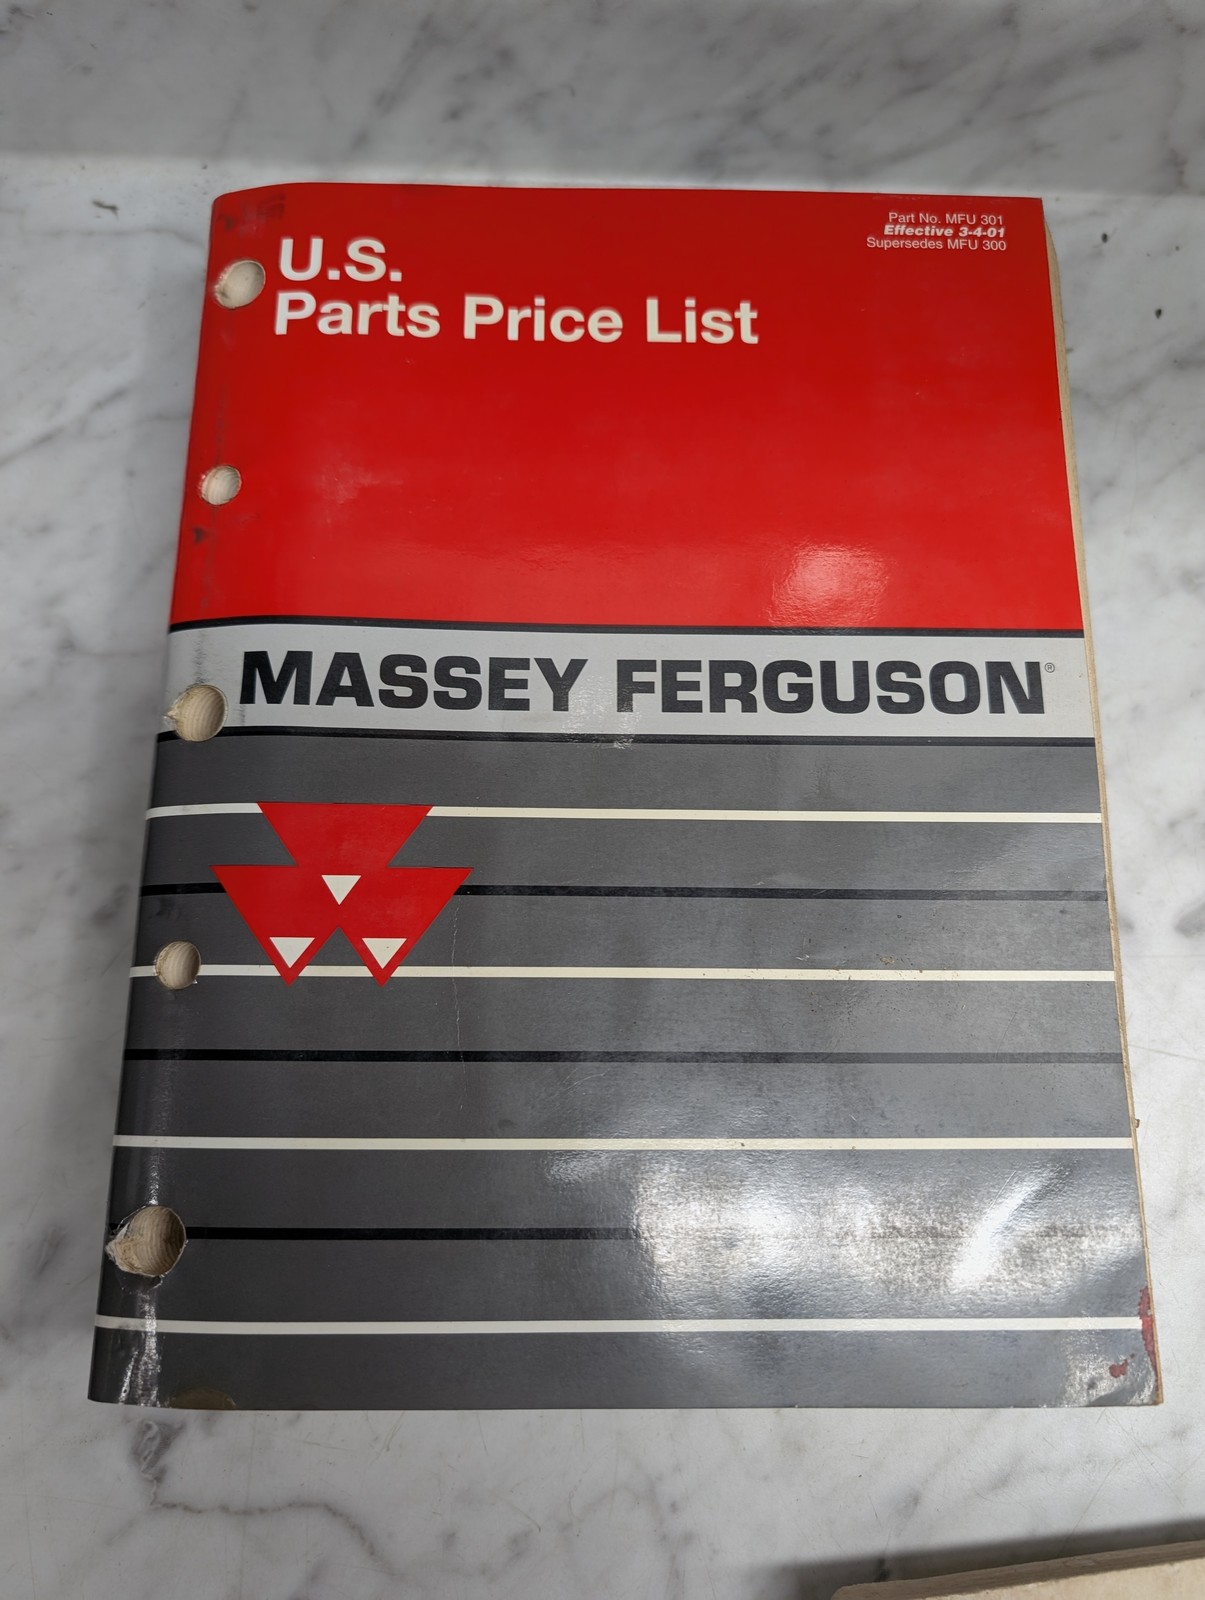 Part No. MFU 301
Effective 3-4-01
Supersedes MFU 300
U.S.
Parts Price List
MASSEY FERGUSON®